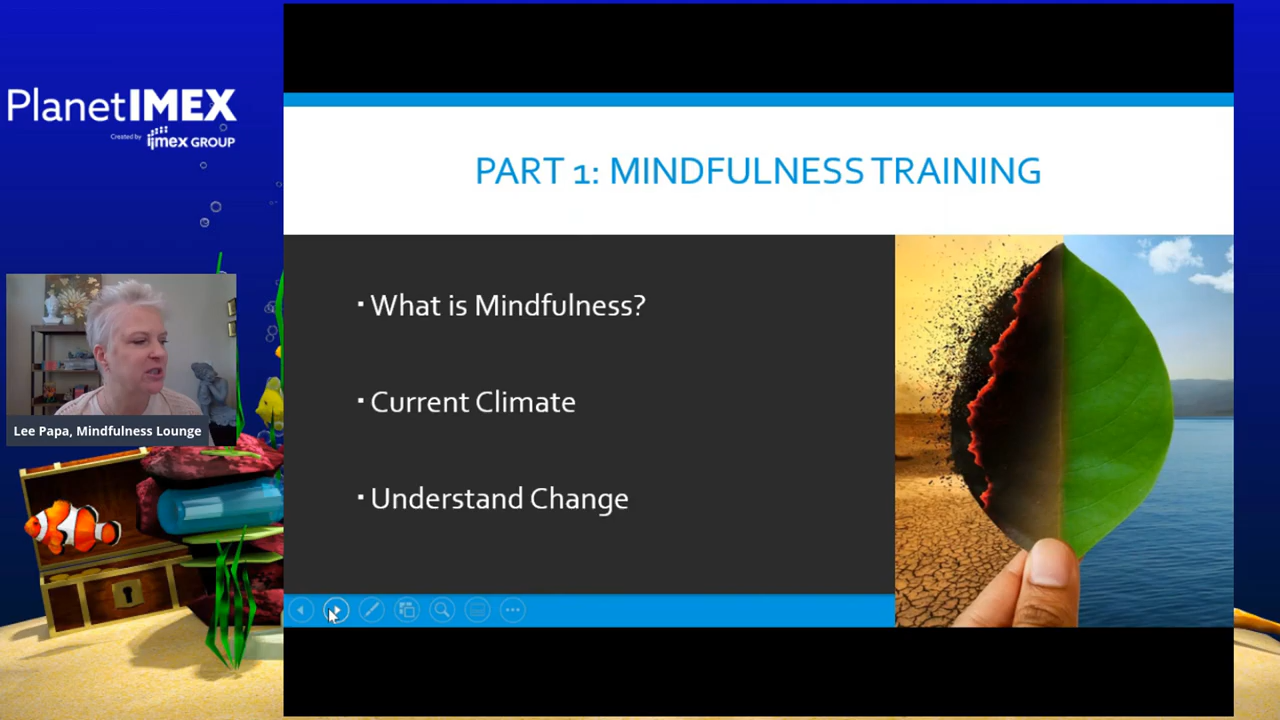 PlanetIMEX
Created by imex GROUP
PART 1: MINDFULNESS TRAINING
▪ What is Mindfulness?
▪ Current Climate
▪ Understand Change
Lee Papa, Mindfulness Lounge